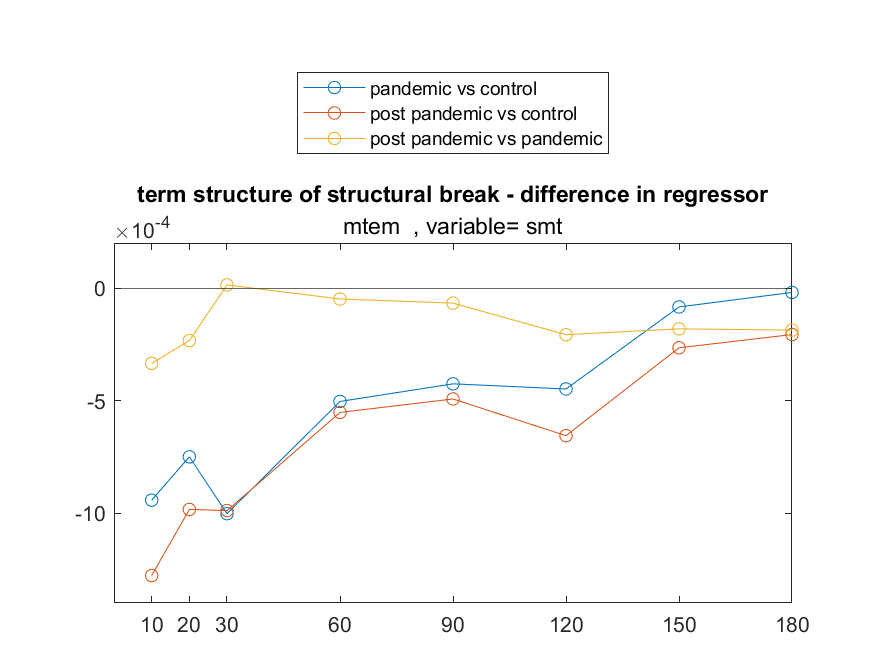 pandemic vs control
post pandemic vs control
post pandemic vs pandemic
term structure of structural break - difference in regressor
mtem  , variable= smt
×10-4
0
-5
-10
10 20 30 60 90 120 150 180